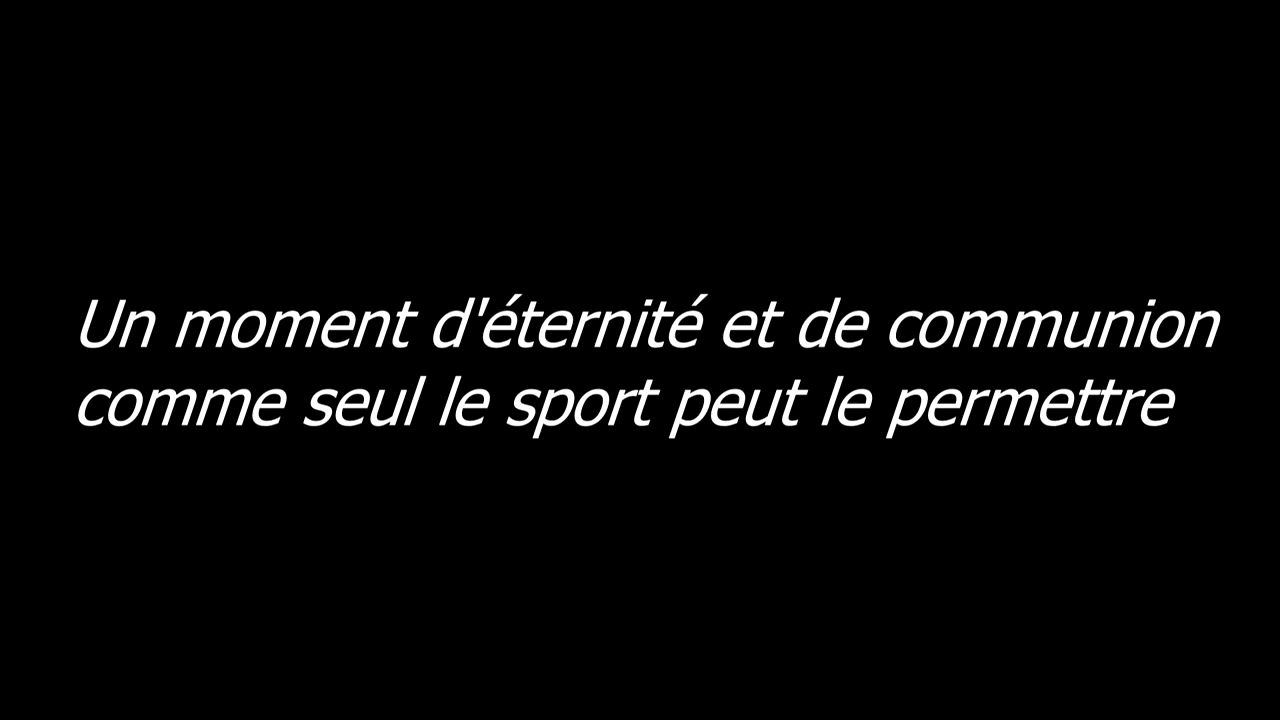 Un moment d'éternité et de communion
comme seul le sport peut le permettre